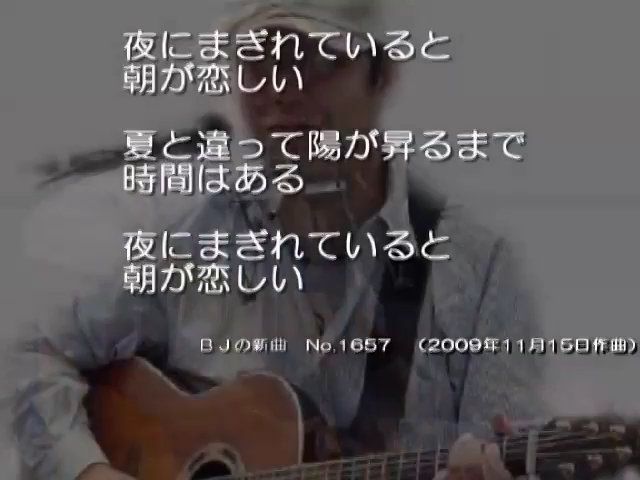 夜にまぎれていると
朝が恋しい
夏と違って陽が昇るまで
時間はある
夜にまぎれていると
朝が恋しい
BJの新曲 No.1657 (2009年11月15日作曲)